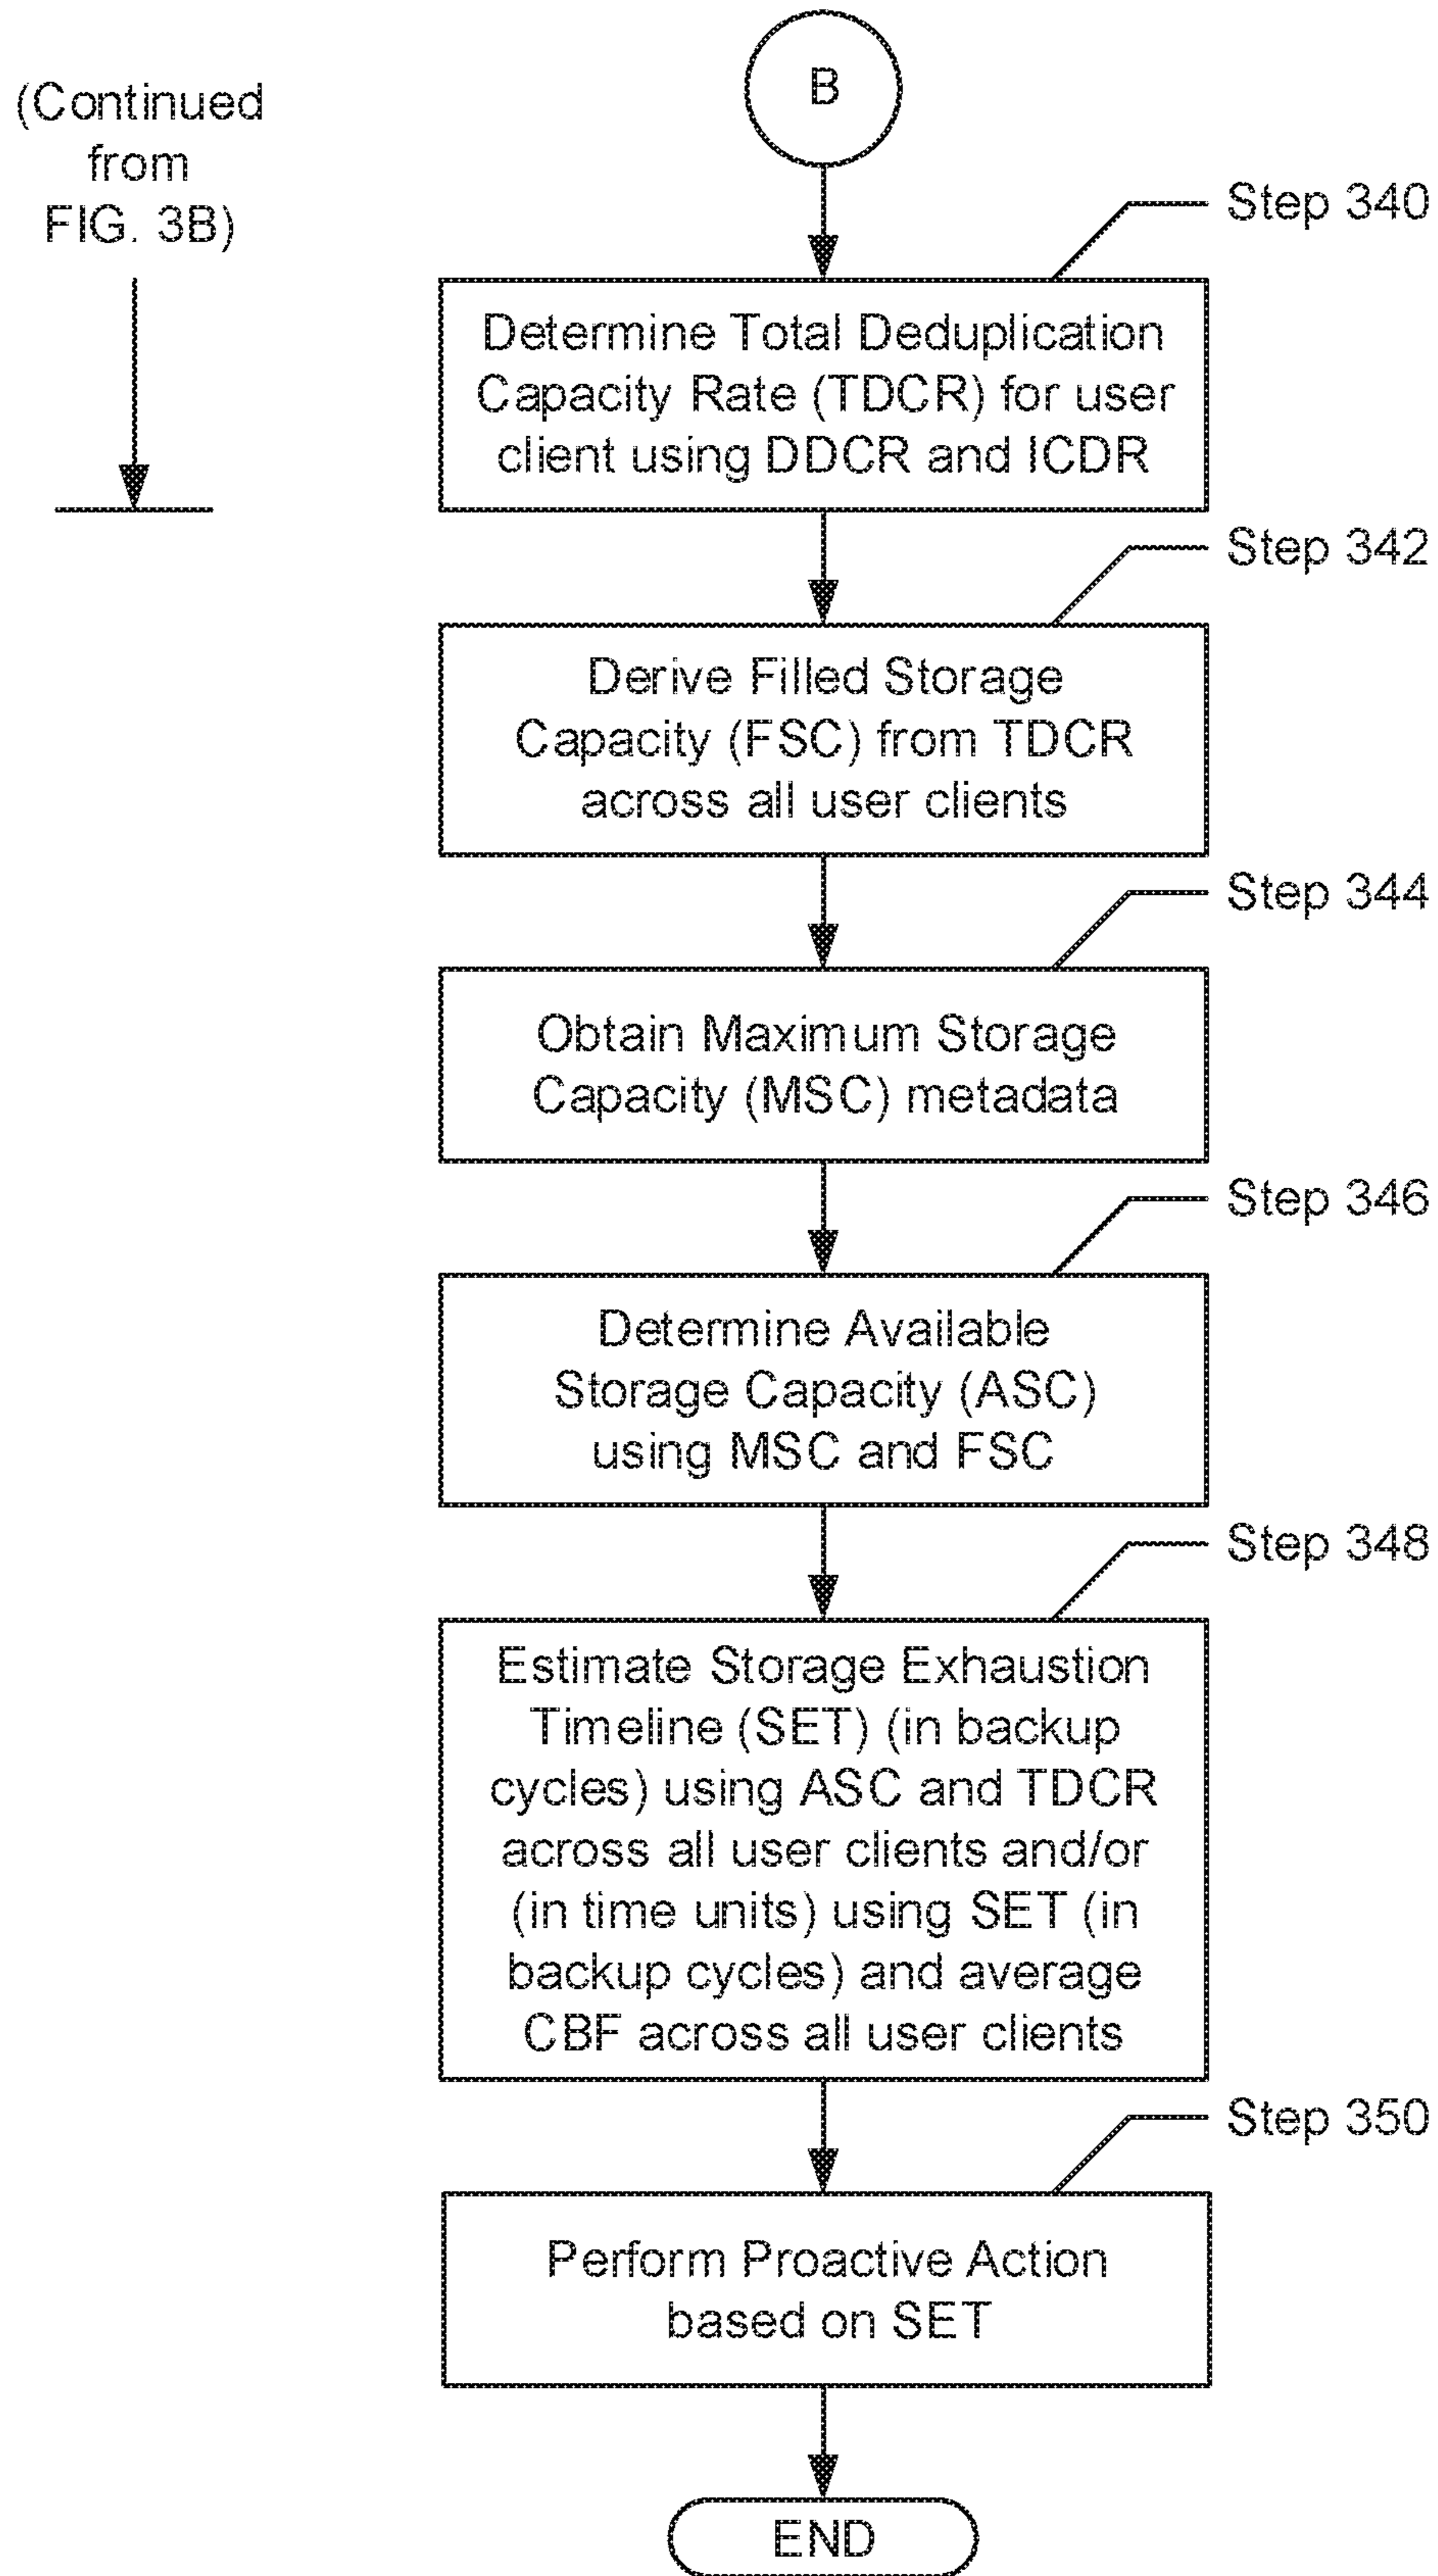 (Continued
from
FIG. 3B)
B
Step 340
Determine Total Deduplication
Capacity Rate (TDCR) for user
client using DDCR and ICDR
Step 342
Derive Filled Storage
Capacity (FSC) from TDCR
across all user clients
Step 344
Obtain Maximum Storage
Capacity (MSC) metadata
Step 346
Determine Available
Storage Capacity (ASC)
using MSC and FSC
Step 348
Estimate Storage Exhaustion
Timeline (SET) (in backup
cycles) using ASC and TDCR
across all user clients and/or
(in time units) using SET (in
backup cycles) and average
CBF across all user clients
Step 350
Perform Proactive Action
based on SET
END